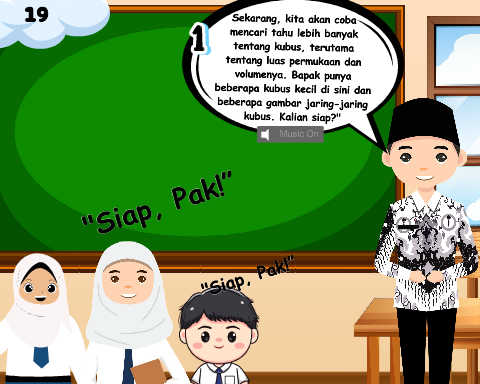 19
1
Sekarang, kita akan coba
mencari tahu lebih banyak
tentang kubus, terutama
tentang luas permukaan dan
volumenya. Bapak punya
beberapa kubus kecil di sini dan
beberapa gambar jaring-jaring
kubus. Kalian siap?"
Music On
"Siap, Pak!"
"Siap, Pak!"